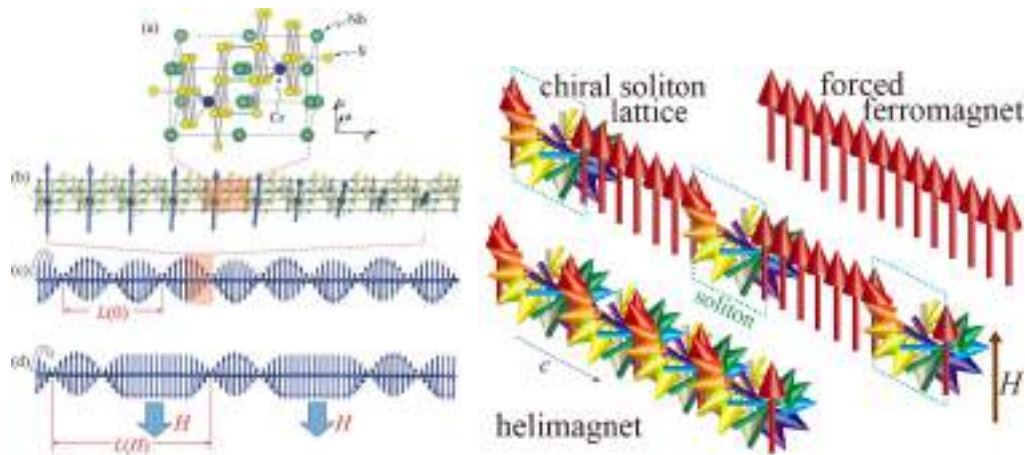 (a)
Nb
S
Cr
c
(b)
(c)
L(0)
(d)
H
H
L(H)
chiral soliton
lattice
forced
ferromagnet
soliton
c
H
helimagnet